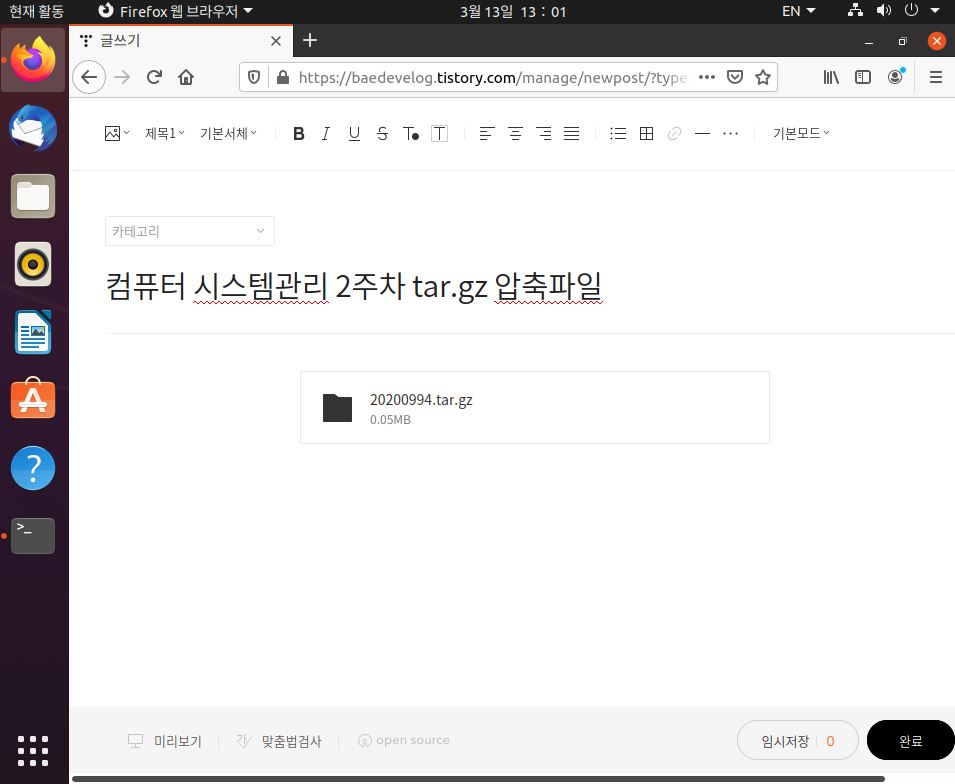 현재 활동 Firefox 웹 브라우저 3월 13일 13 : 01 EN
글쓰기
https://baedevelog.tistory.com/manage/newpost/?type
제목1 기본서체 B I U S T T 기본모드
카테고리
컴퓨터 시스템관리 2주차 tar.gz 압축파일
20200994.tar.gz
0.05MB
미리보기 맞춤법검사 open source 임시저장 0 완료